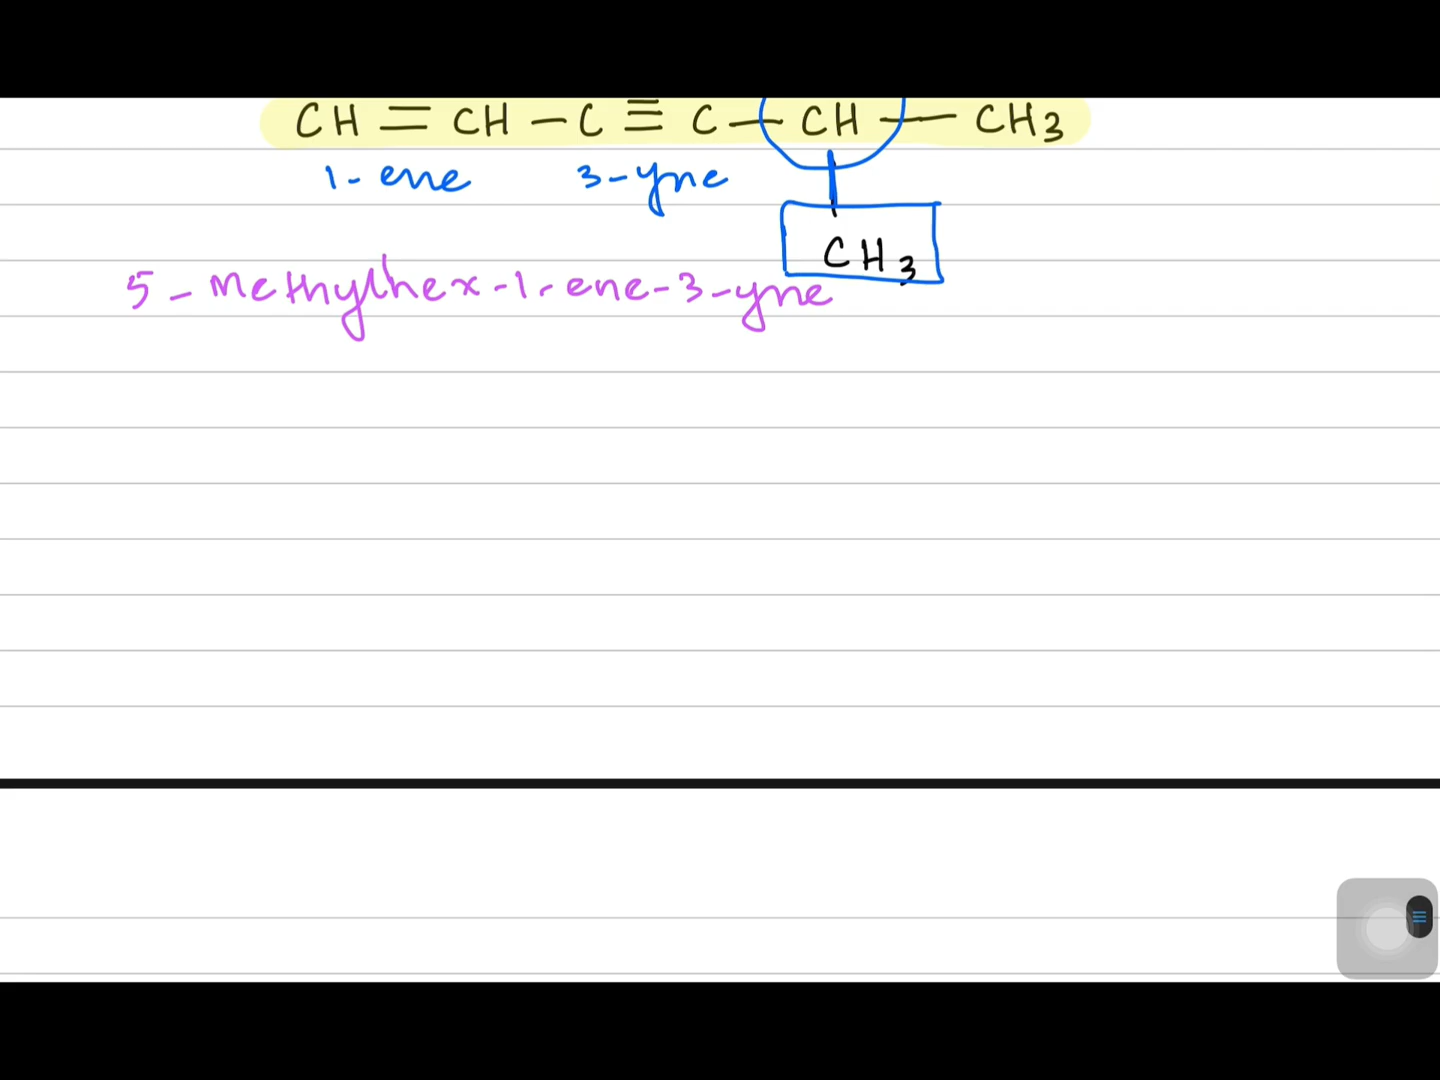 CH = CH - C ≡ C - CH - CH3
1- ene 3-yne
CH3
5 - Methylhex-1-ene-3-yne